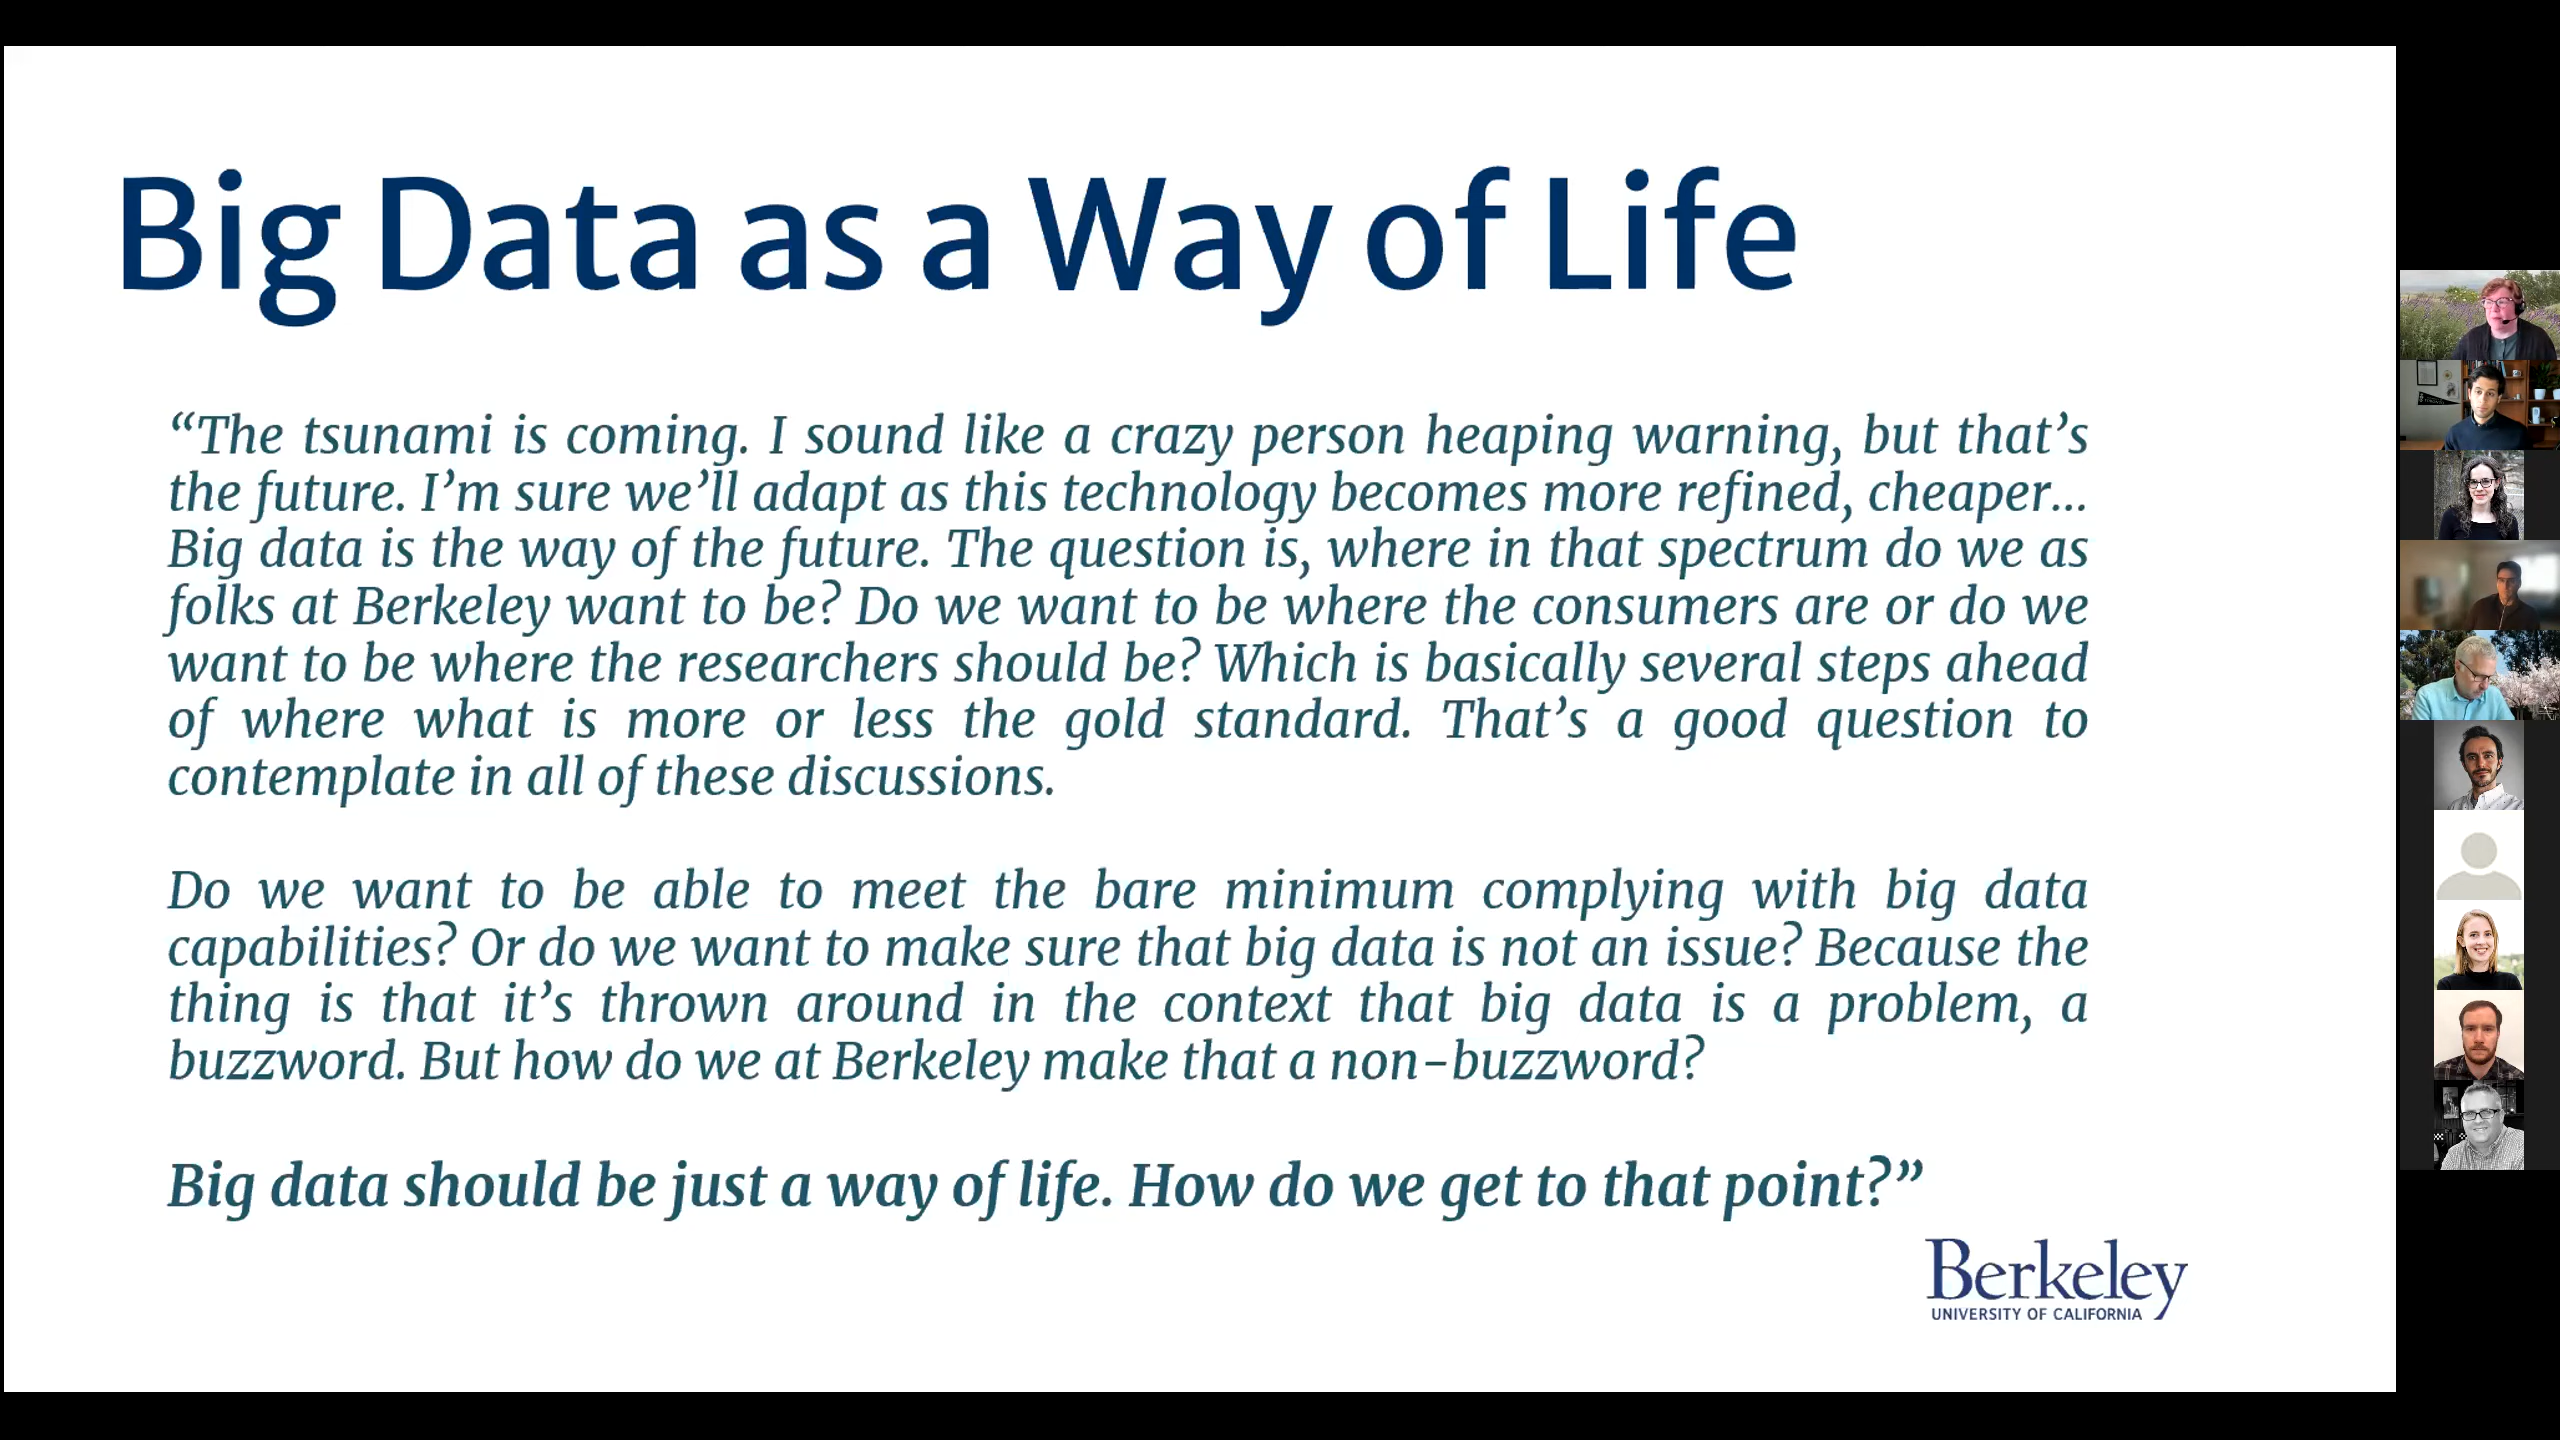 Big Data as a Way of Life
“The tsunami is coming. I sound like a crazy person heaping warning, but that’s
the future. I’m sure we’ll adapt as this technology becomes more refined, cheaper...
Big data is the way of the future. The question is, where in that spectrum do we as
folks at Berkeley want to be? Do we want to be where the consumers are or do we
want to be where the researchers should be? Which is basically several steps ahead
of where what is more or less the gold standard. That’s a good question to
contemplate in all of these discussions.
Do we want to be able to meet the bare minimum complying with big data
capabilities? Or do we want to make sure that big data is not an issue? Because the
thing is that it’s thrown around in the context that big data is a problem, a
buzzword. But how do we at Berkeley make that a non-buzzword?
Big data should be just a way of life. How do we get to that point?”
Berkeley
UNIVERSITY OF CALIFORNIA